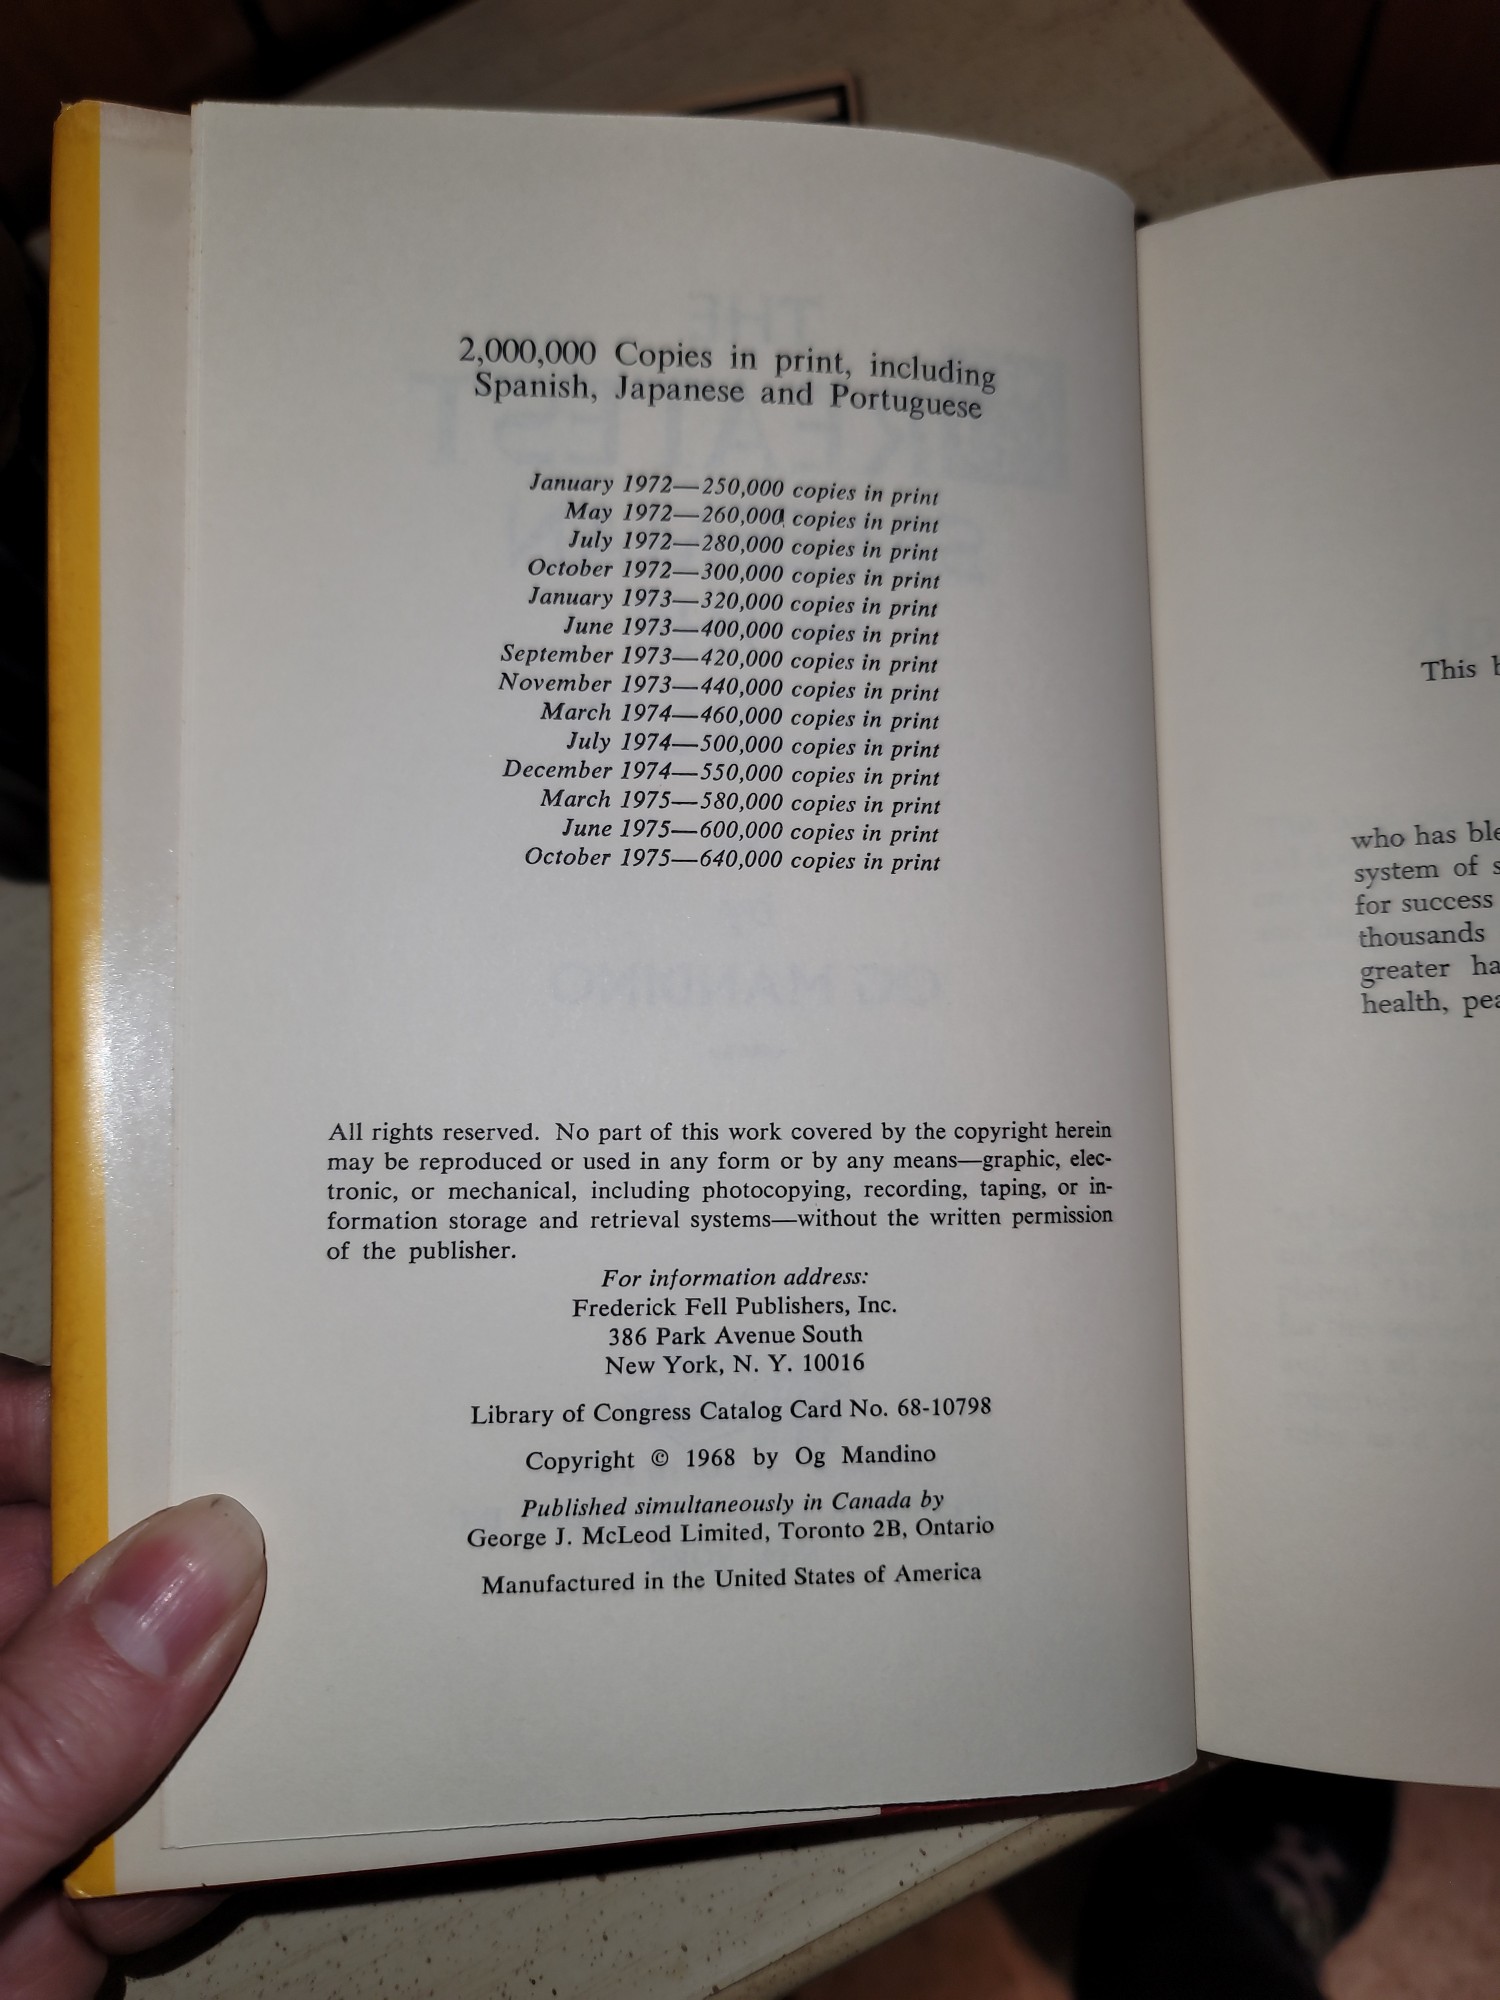 2,000,000 Copies in print, including
Spanish, Japanese and Portuguese
January 1972—250,000 copies in print
May 1972—260,000 copies in print
July 1972—280,000 copies in print
October 1972—300,000 copies in print
January 1973—320,000 copies in print
June 1973—400,000 copies in print
September 1973—420,000 copies in print
November 1973—440,000 copies in print
March 1974—460,000 copies in print
July 1974—500,000 copies in print
December 1974—550,000 copies in print
March 1975—580,000 copies in print
June 1975—600,000 copies in print
October 1975—640,000 copies in print
All rights reserved. No part of this work covered by the copyright herein
may be reproduced or used in any form or by any means—graphic, elec-
tronic, or mechanical, including photocopying, recording, taping, or in-
formation storage and retrieval systems—without the written permission
of the publisher.
For information address:
Frederick Fell Publishers, Inc.
386 Park Avenue South
New York, N. Y. 10016
Library of Congress Catalog Card No. 68-10798
Copyright © 1968 by Og Mandino
Published simultaneously in Canada by
George J. McLeod Limited, Toronto 2B, Ontario
Manufactured in the United States of America
This
who has
system of
for success
thousands
greater
health,